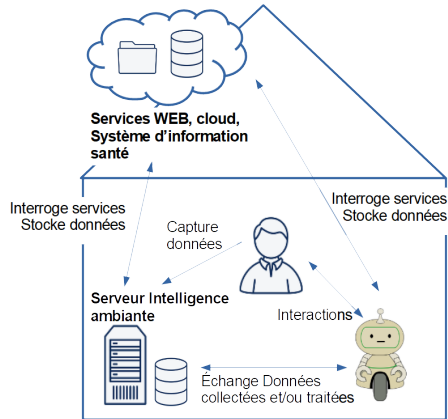 Services WEB, cloud,
Système d'information
santé
Interroge services
Stocke données
Interroge services
Stocke données
Capture
données
Serveur Intelligence
ambiante
Interactions
Échange Données
collectées et/ou traitées